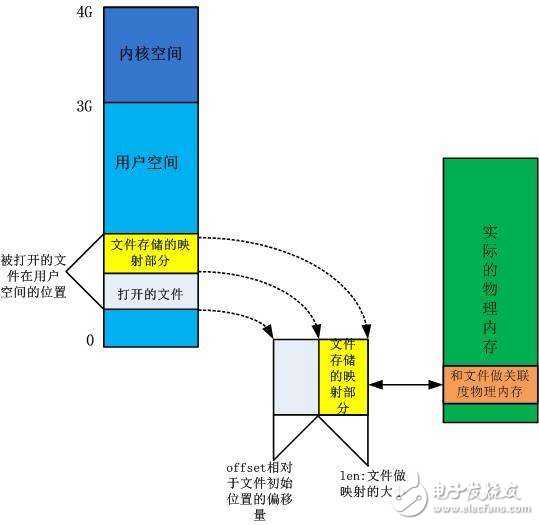 4G
内核空间
3G
用户空间
被打开的文
件在用户
空间的位置
文件存储的映
射部分
打开的文件
0
文件
存储
的映
射部
分
offset相对
于文件初始
位置的偏移
量
len:文件做
映射的大
实际的物理内存
和文件做关联
度物理内存
电子发烧友
www.elecfans.com